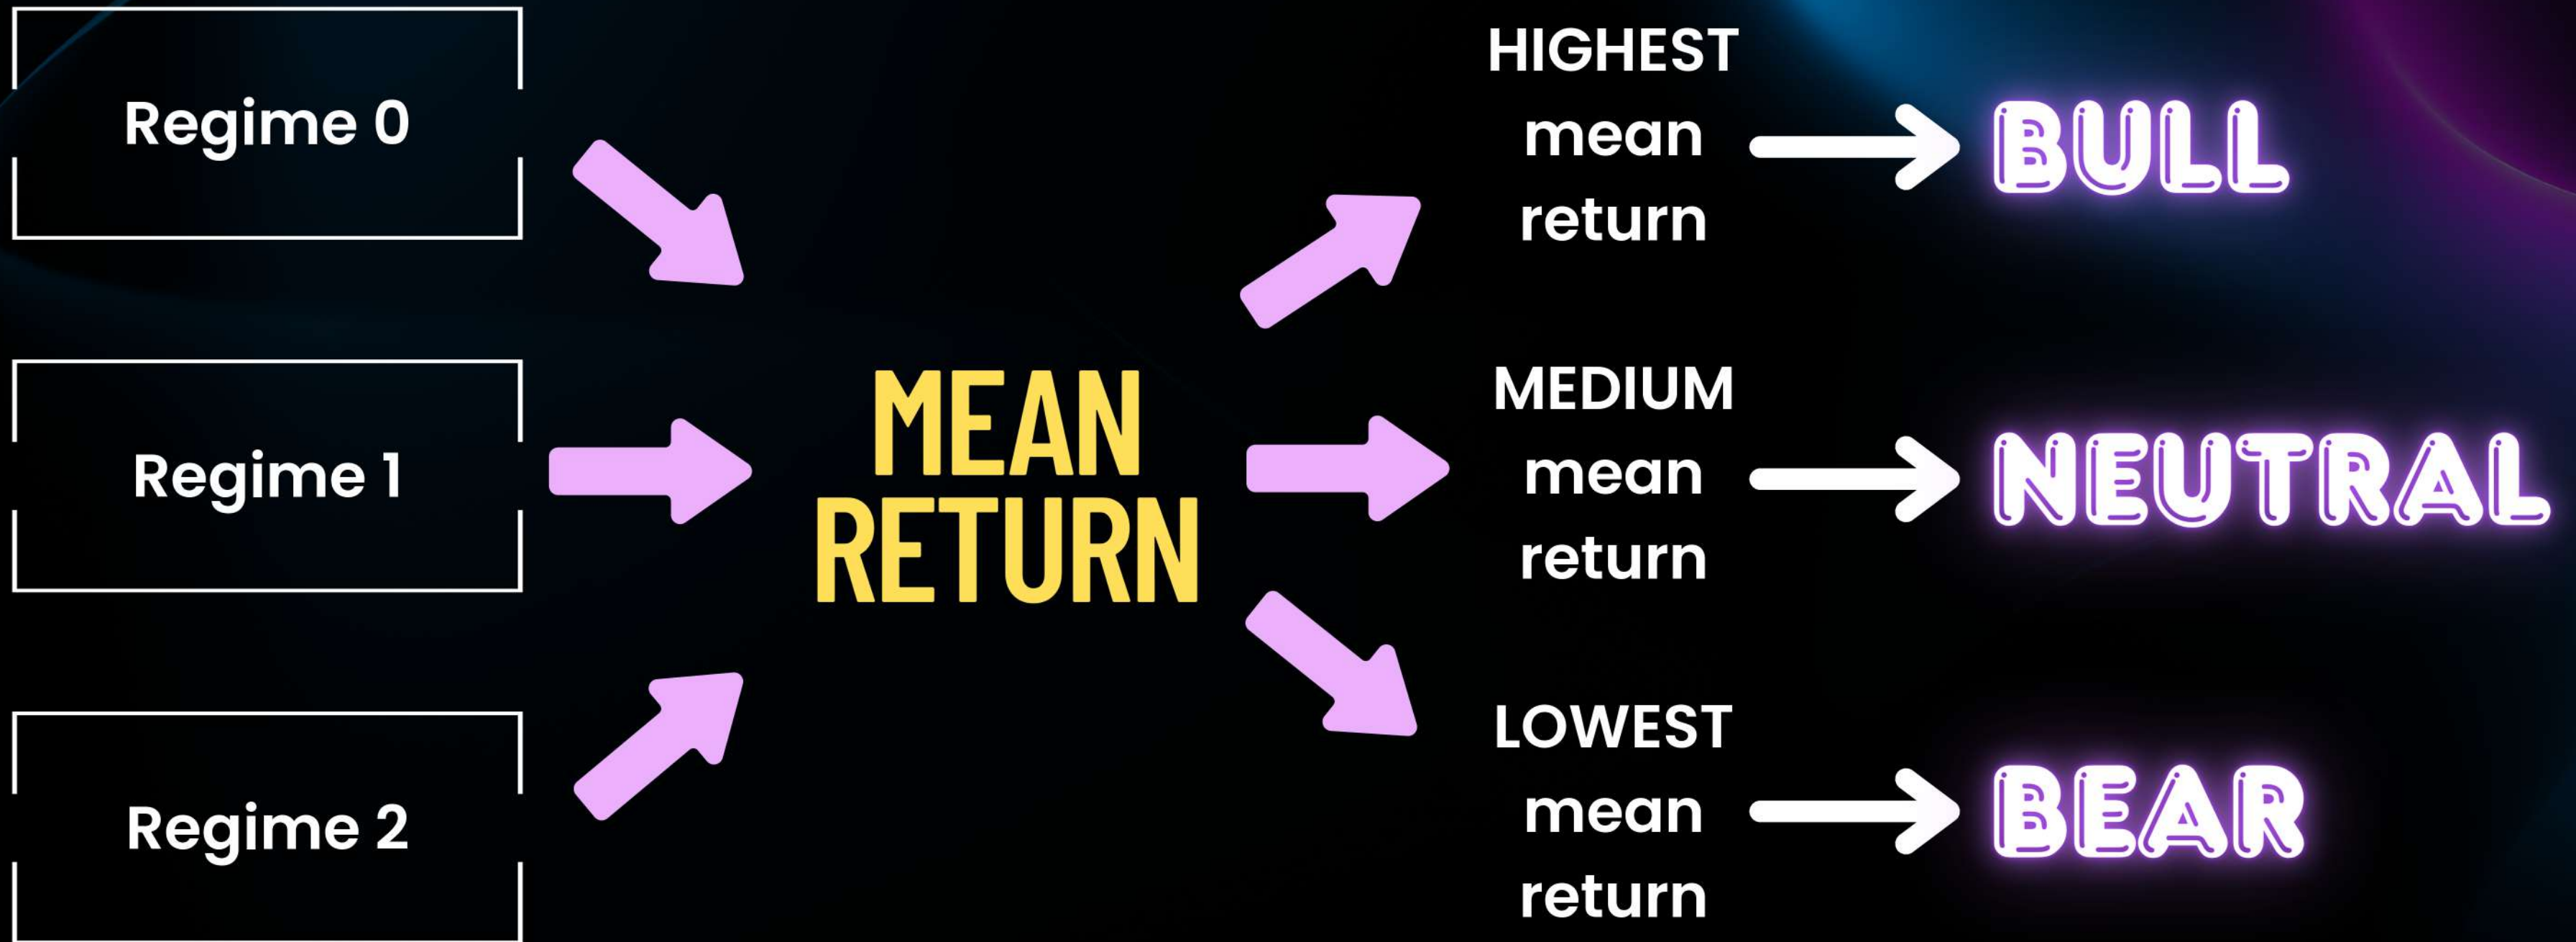 Regime 0
Regime 1
Regime 2
MEAN
RETURN
HIGHEST
mean
return
BULL
MEDIUM
mean
return
NEUTRAL
LOWEST
mean
return
BEAR